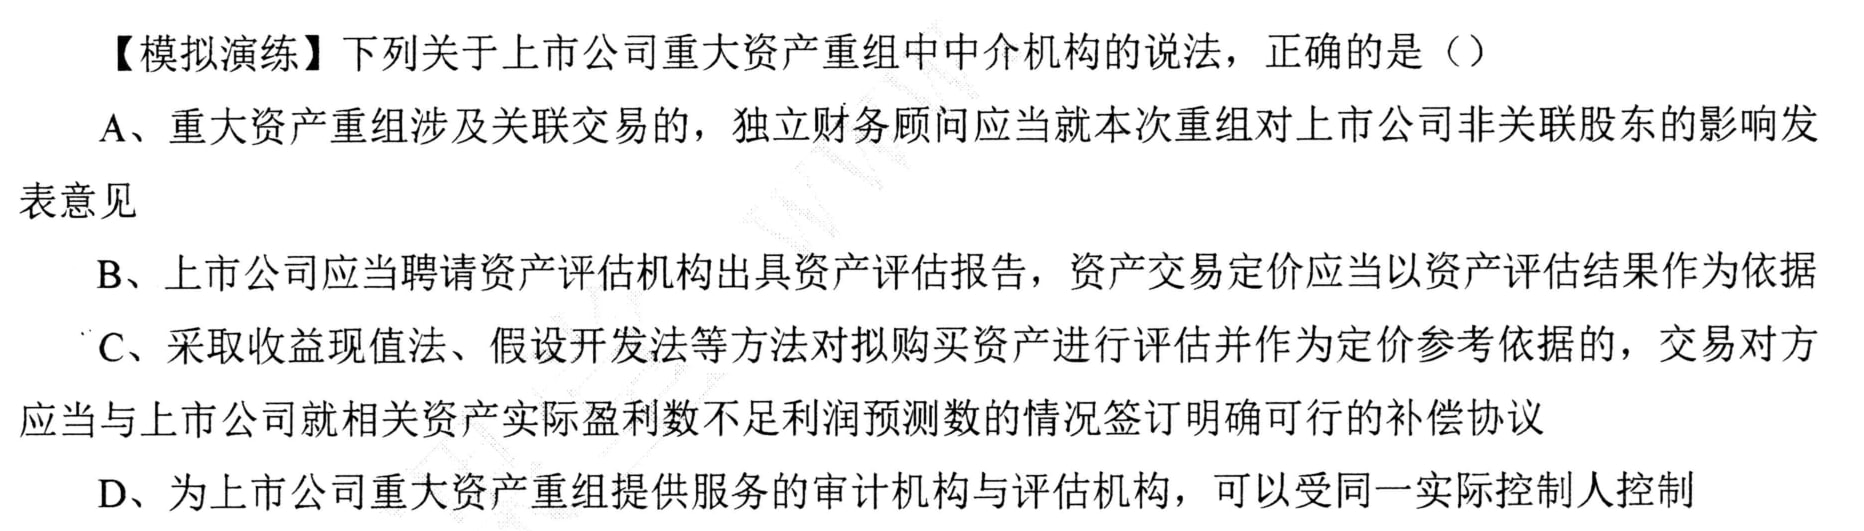 【模拟演练】下列关于上市公司重大资产重组中中介机构的说法，正确的是（）
A、重大资产重组涉及关联交易的，独立财务顾问应当就本次重组对上市公司非关联股东的影响发
表意见
B、上市公司应当聘请资产评估机构出具资产评估报告，资产交易定价应当以资产评估结果作为依据
C、采取收益现值法、假设开发法等方法对拟购买资产进行评估并作为定价参考依据的，交易对方
应当与上市公司就相关资产实际盈利数不足利润预测数的情况签订明确可行的补偿协议
D、为上市公司重大资产重组提供服务的审计机构与评估机构，可以受同一实际控制人控制